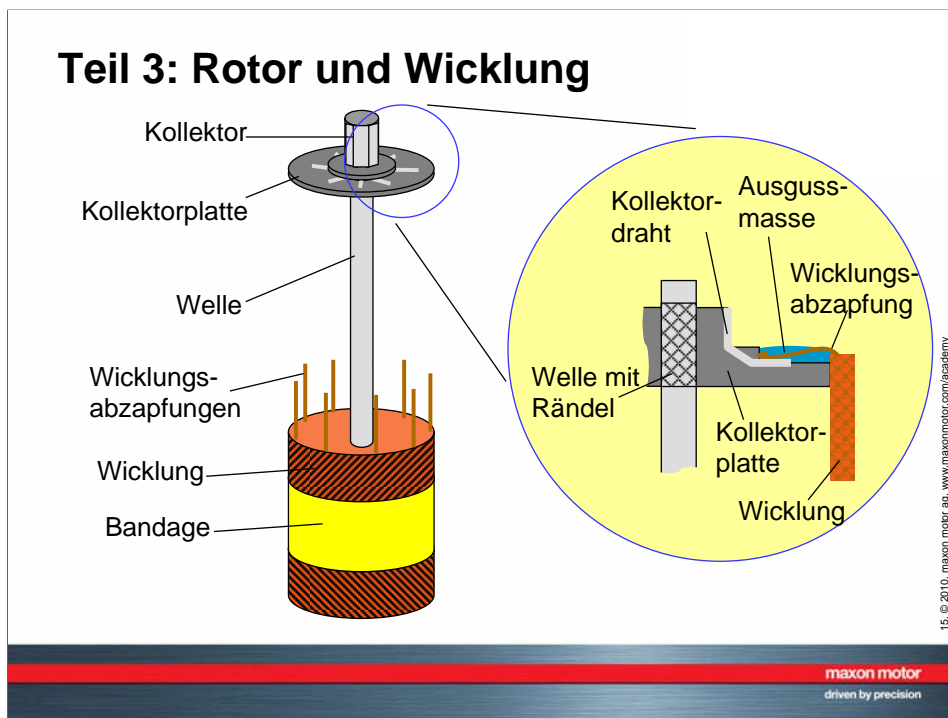 Teil 3: Rotor und Wicklung
Kollektor
Kollektorplatte
Welle
Wicklungs-
abzapfungen
Wicklung
Bandage
Kollektor-
draht
Ausguss-
masse
Wicklungs-
abzapfung
Welle mit
Rändel
Kollektor-
platte
Wicklung
15, © 2010, maxon motor ag, www.maxonmotor.com/academy
maxon motor
driven by precision